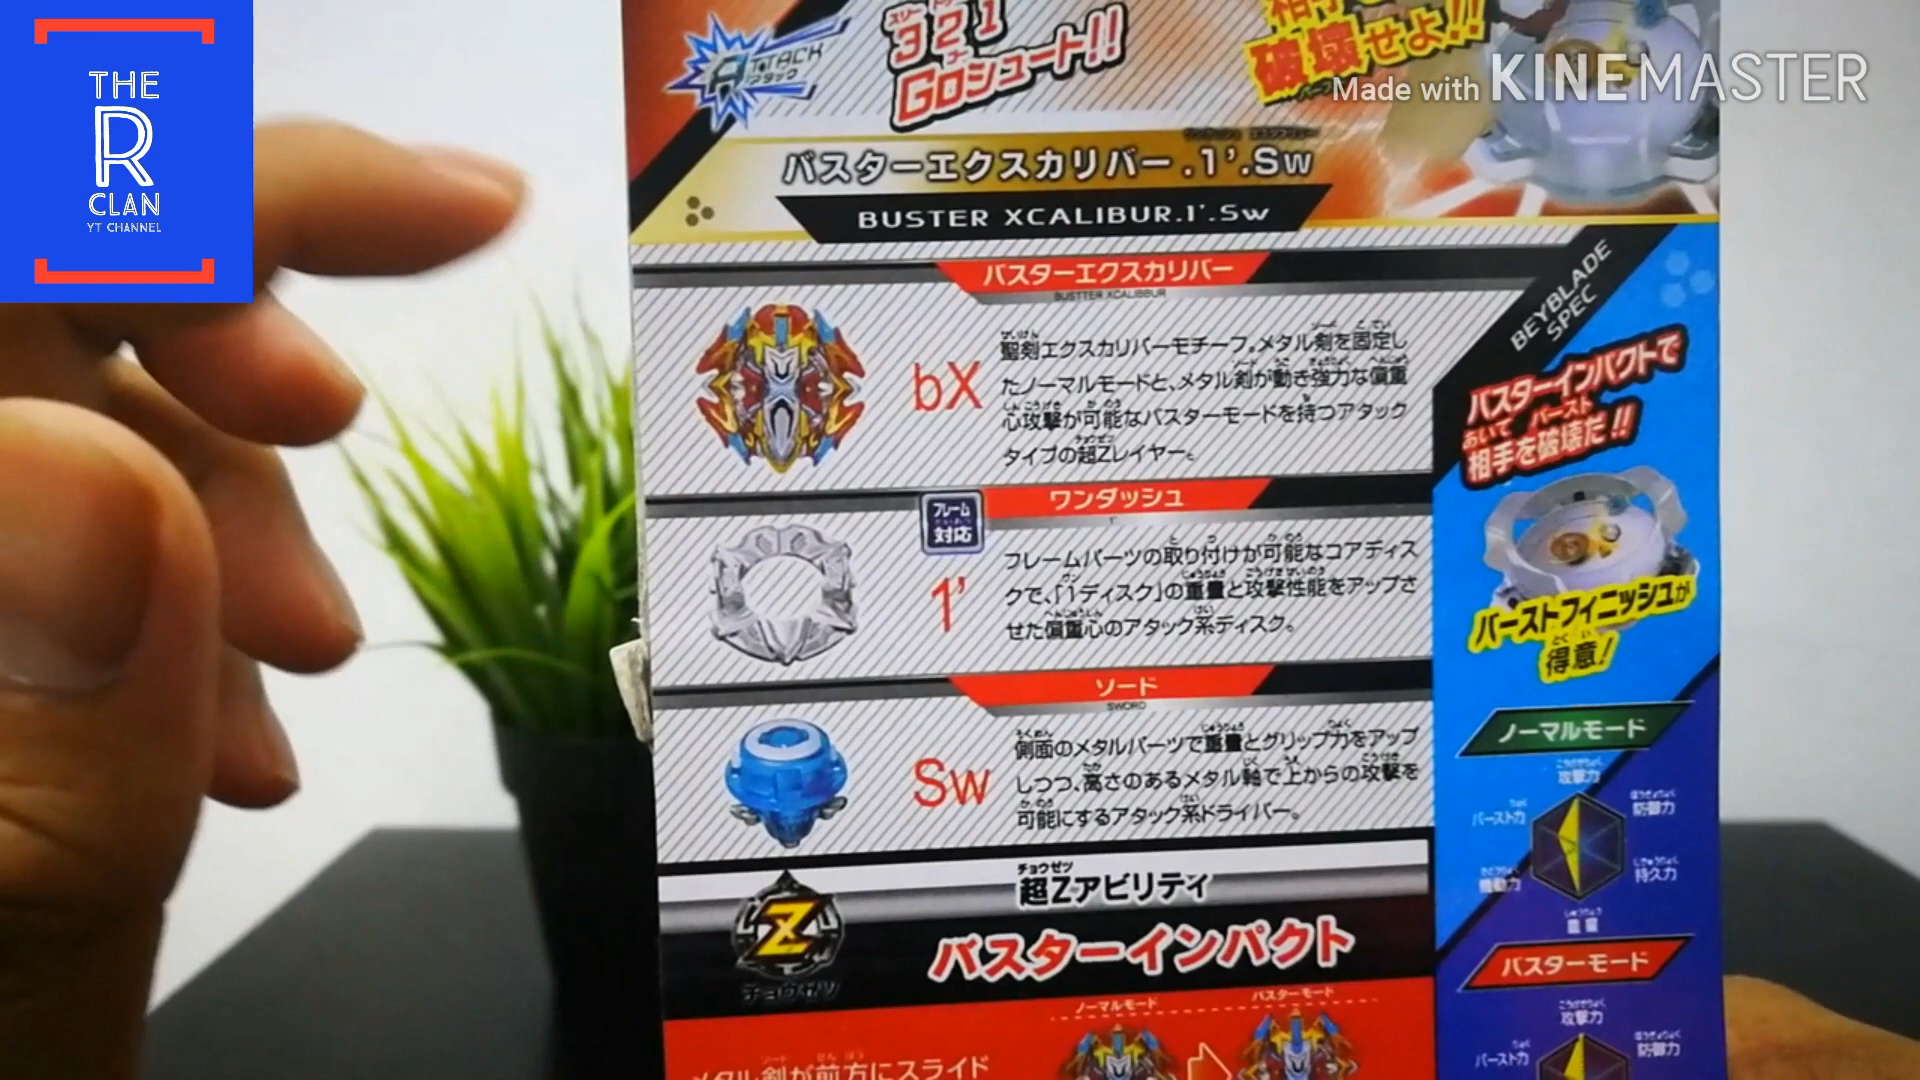 THE
R
CLAN
YT CHANNEL
Made with KINEMASTER
ATTACK
アタック
3 2 1
GOシュート!!
破壊せよ!!
バスターエクスカリバー.1'.Sw
BUSTER XCALIBUR.1'.Sw
バスターエクスカリバー
BUSTTER XCALIBBUR
bX
聖剣エクスカリバーモチーフ。メタル剣を固定し
たノーマルモードと、メタル剣が動き強力な偏重
心攻撃が可能なバスターモードを持つアタック
タイプの超Zレイヤー。
フレーム
対応
ワンダッシュ
1'
フレームパーツの取り付けが可能なコアディス
クで、「1ディスク」の重量と攻撃性能をアップさ
せた偏重心のアタック系ディスク。
ソード
SWORD
Sw
側面のメタルパーツで重量とグリップ力をアップ
しつつ、高さのあるメタル軸で上からの攻撃を
可能にするアタック系ドライバー。
チョウゼツ
超Zアビリティ
バスターインパクト
チョウゼツ
ノーマルモード
バスターモード
メタル剣が前方にスライド
BEYBLADE
SPEC
バスターインパクトで
相手を破壊だ!!
バーストフィニッシュが
得意!
ノーマルモード
攻撃力
防御力
バースト力
持久力
機動力
重量
バスターモード
攻撃力
防御力
バースト力